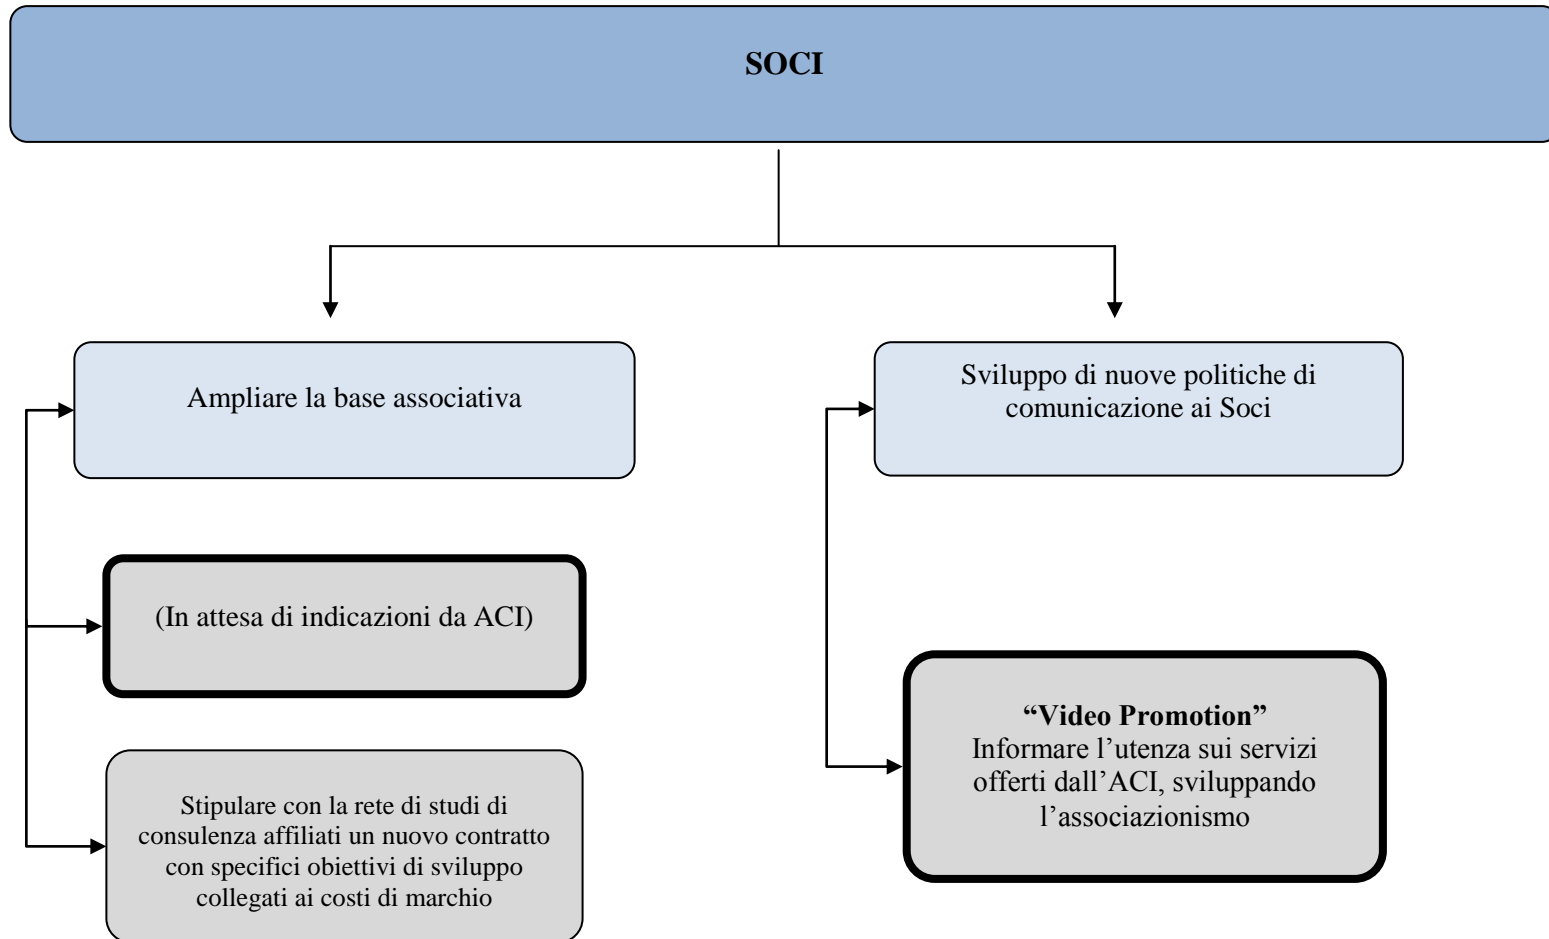 SOCI
Ampliare la base associativa
Sviluppo di nuove politiche di
comunicazione ai Soci
(In attesa di indicazioni da ACI)
“Video Promotion”
Informare l’utenza sui servizi
offerti dall’ACI, sviluppando
l’associazionismo
Stipulare con la rete di studi di
consulenza affiliati un nuovo contratto
con specifici obiettivi di sviluppo
collegati ai costi di marchio